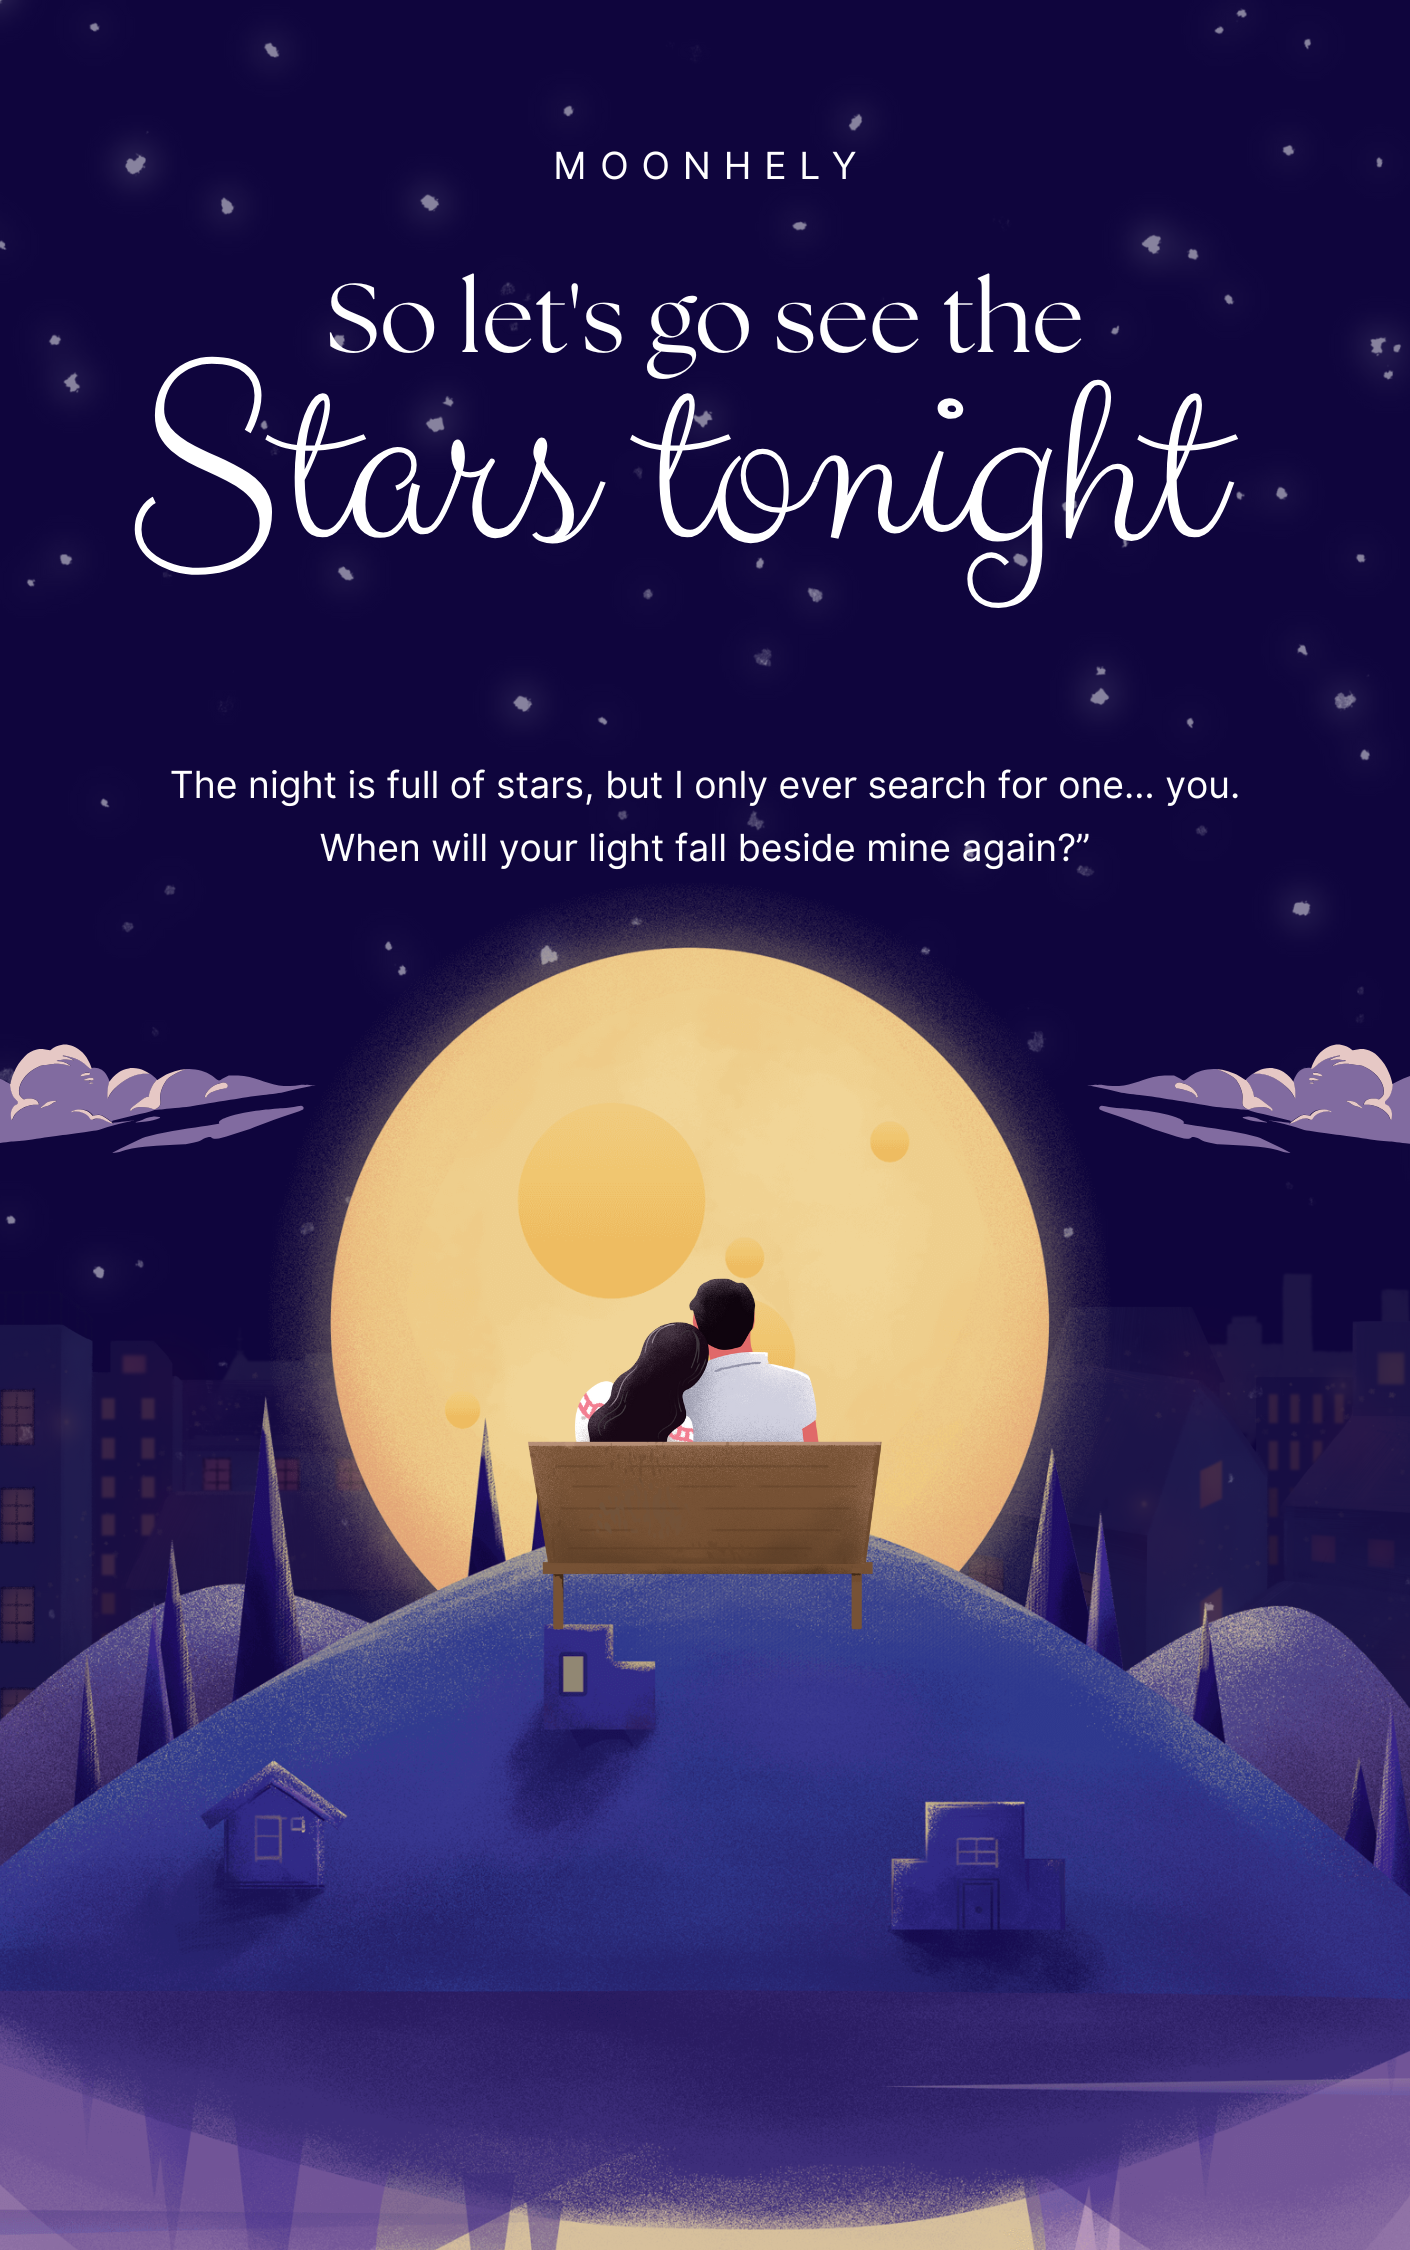 MOONHELY
So let's go see the
Stars tonight
The night is full of stars, but I only ever search for one... you.
When will your light fall beside mine again?”